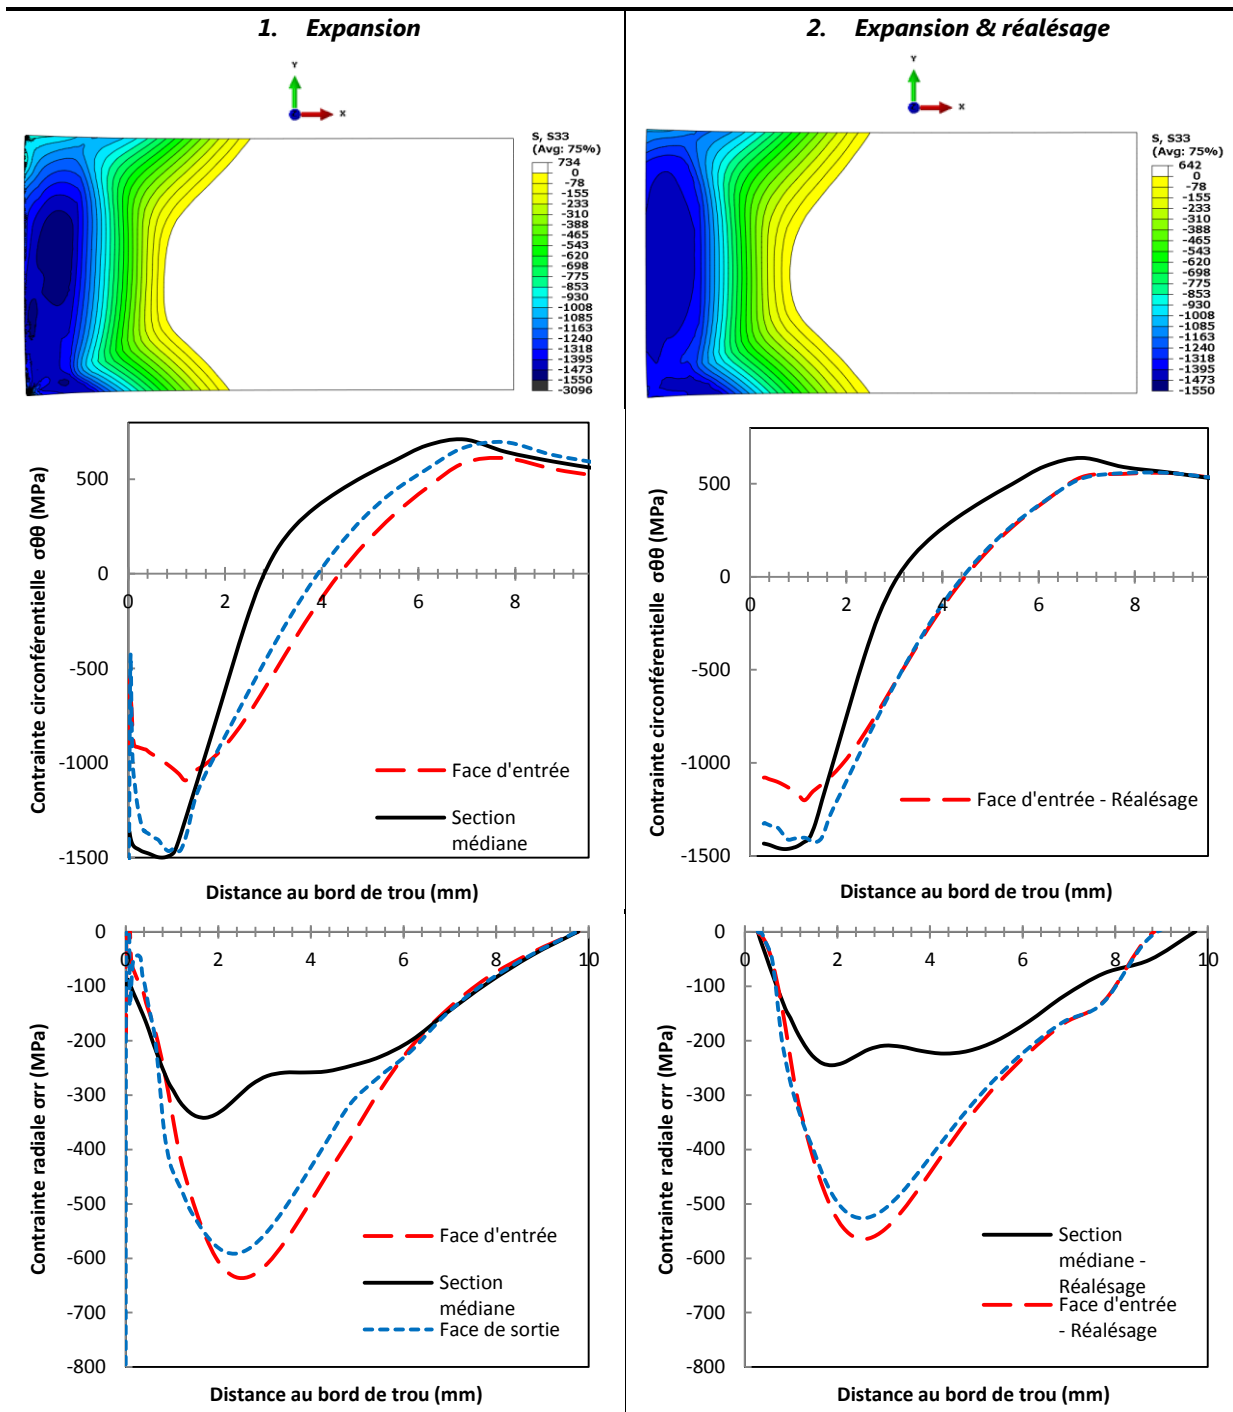 1. Expansion
2. Expansion & réalésage
Y
X
S, S33
(Avg: 75%)
734
0
-78
-155
-233
-310
-388
-465
-543
-620
-698
-775
-853
-930
-1008
-1085
-1163
-1240
-1318
-1395
-1473
-1550
-3096
Y
X
S, S33
(Avg: 75%)
642
0
-78
-155
-233
-310
-388
-465
-543
-620
-698
-775
-853
-930
-1008
-1085
-1163
-1240
-1318
-1395
-1473
-1550
Contrainte circonférentielle σθθ (MPa)
500
0
-500
-1000
-1500
0 2 4 6 8
Face d'entrée
Section
médiane
Distance au bord de trou (mm)
Contrainte circonférentielle σθθ (MPa)
500
0
-500
-1000
-1500
0 2 4 6 8
Face d'entrée - Réalésage
Distance au bord de trou (mm)
Contrainte radiale σrr (MPa)
0
-100
-200
-300
-400
-500
-600
-700
-800
0 2 4 6 8 10
Face d'entrée
Section
médiane
Face de sortie
Distance au bord de trou (mm)
Contrainte radiale σrr (MPa)
0
-100
-200
-300
-400
-500
-600
-700
-800
0 2 4 6 8 10
Section
médiane -
Réalésage
Face d'entrée
- Réalésage
Distance au bord de trou (mm)